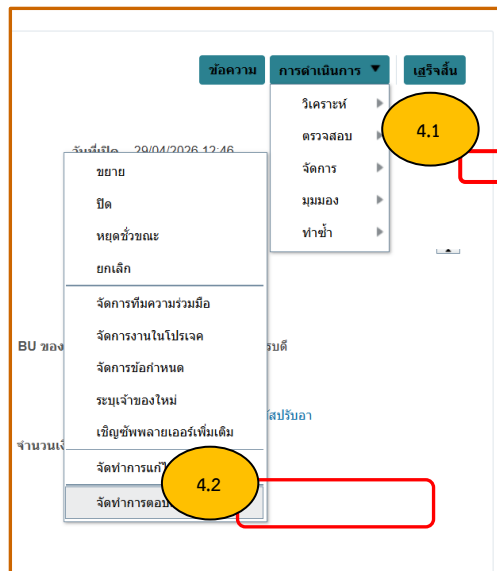 ข้อความ การดำเนินการ เสร็จสิ้น
วิเคราะห์
ตรวจสอบ
4.1
วันที่เปิด 29/04/2026 12:46
จัดการ
ขยาย
มุมมอง
ปิด
ทำซ้ำ
หยุดชั่วขณะ
ยกเลิก
จัดการทีมความร่วมมือ
จัดการงานในโปรเจค
BU ของ
จัดการข้อกำหนด
ระบุเจ้าของใหม่
เชิญซัพพลายเออร์เพิ่มเติม
จัดทำการแก้
4.2
จัดทำการตอบ